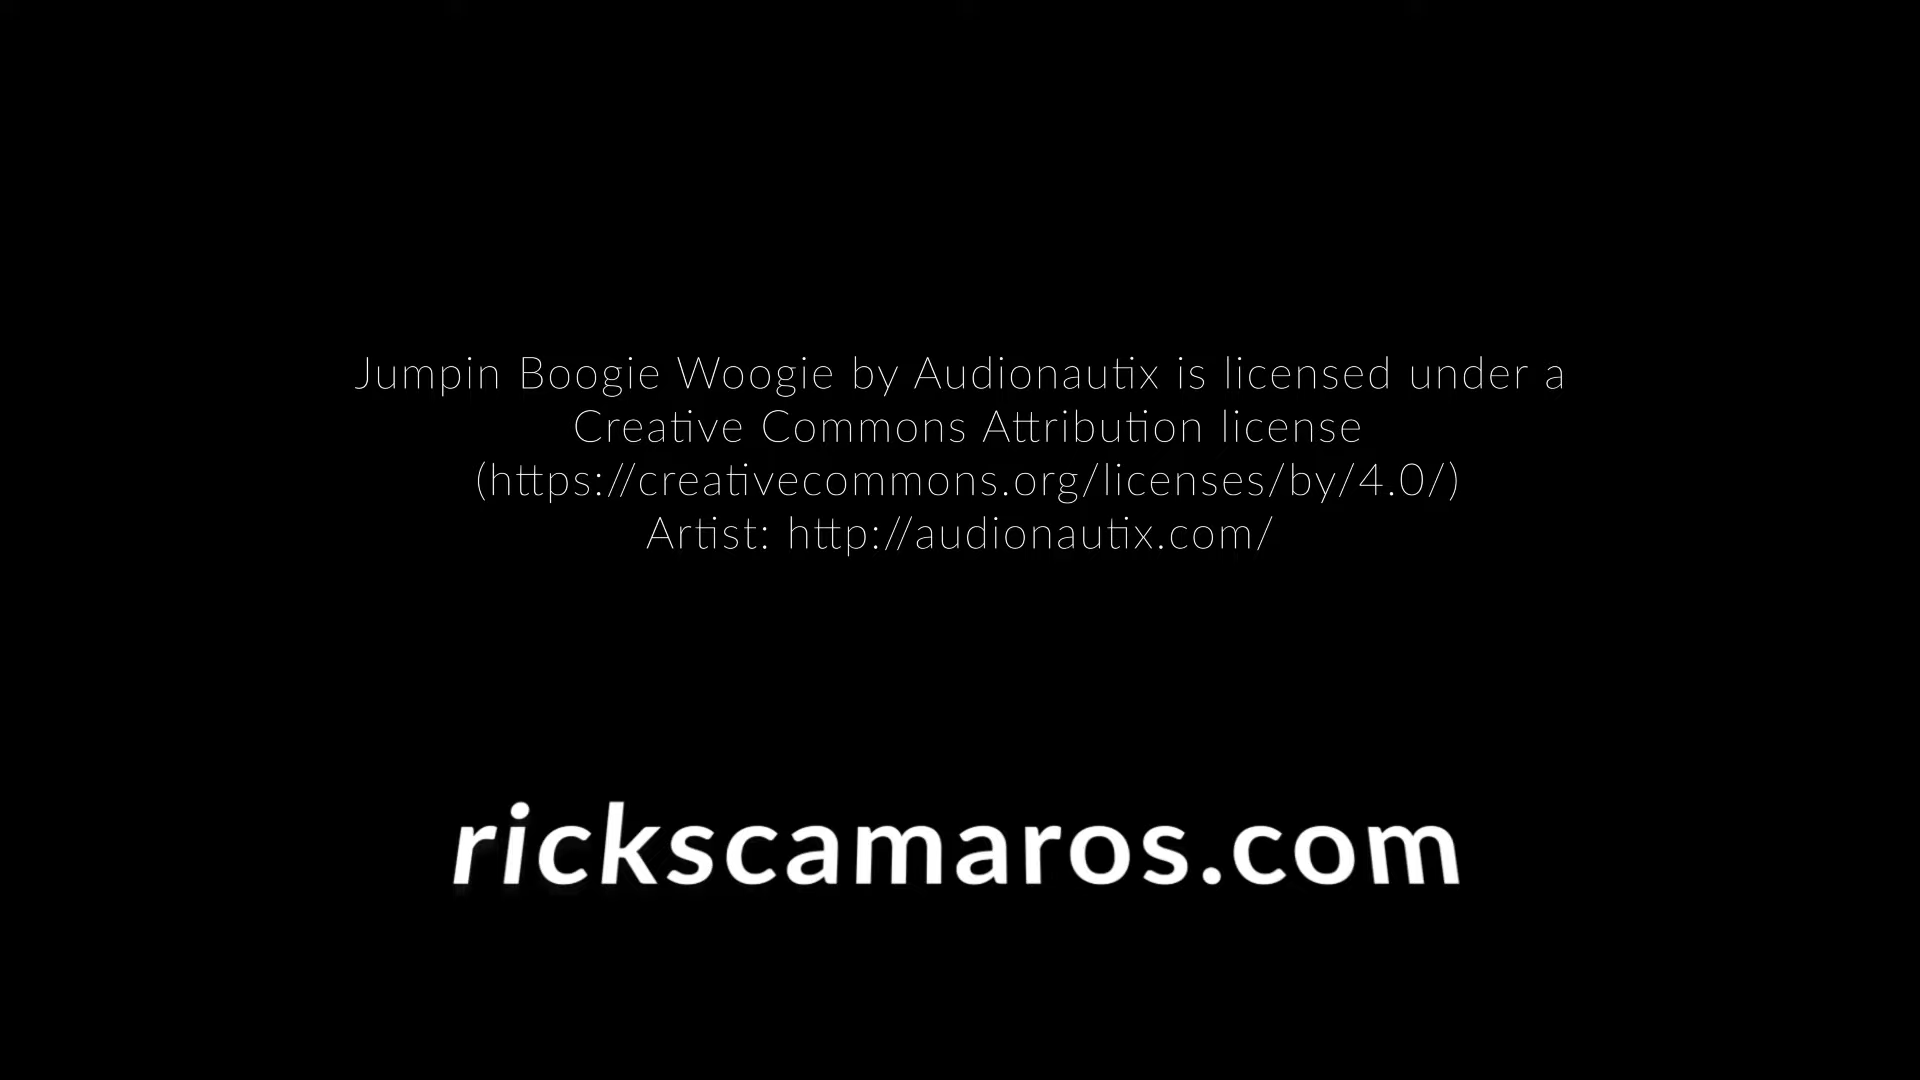 Jumpin Boogie Woogie by Audionautix is licensed under a
Creative Commons Attribution license
(https://creativecommons.org/licenses/by/4.0/)
Artist: http://audionautix.com/
rickscamaros.com